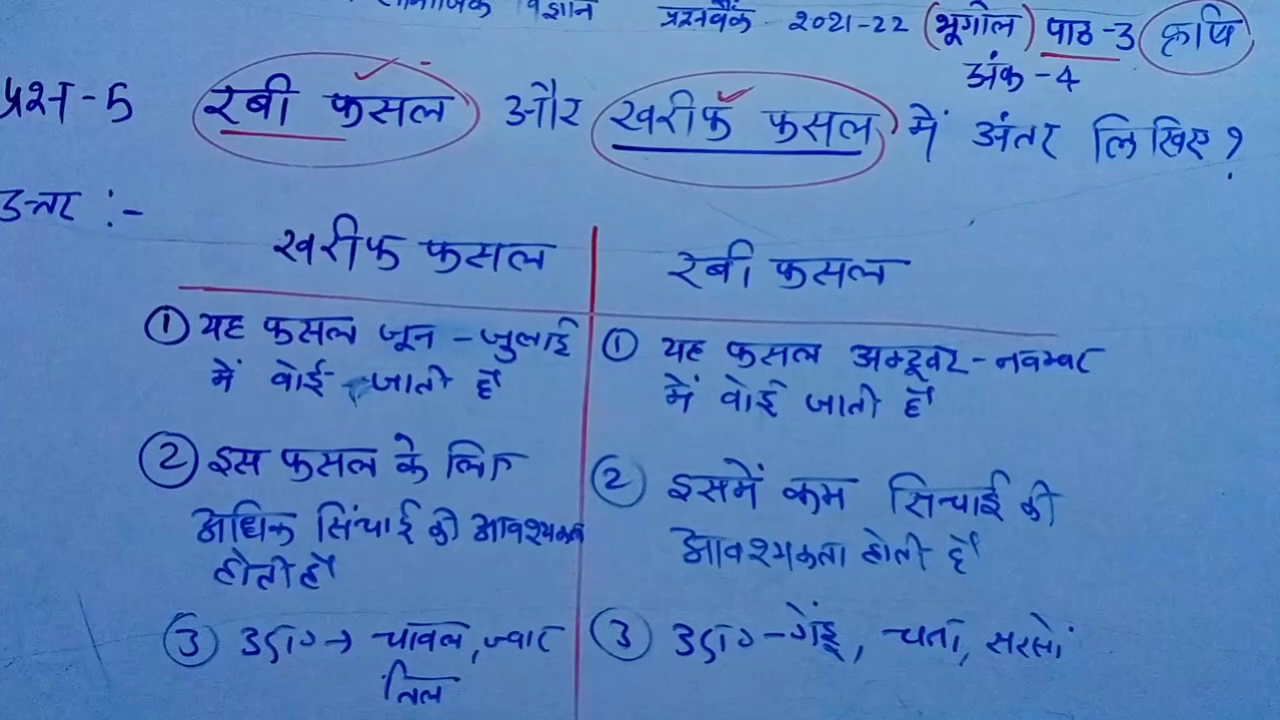 सामाजिक विज्ञान प्रश्नबैंक 2021-22 (भूगोल) पाठ-3 कृषि
अंक-4
प्रश्न-5 रबी फसल और खरीफ फसल में अंतर लिखिए?
उत्तर :-
खरीफ फसल
रबी फसल
① यह फसल जून - जुलाई
में वोई जाती है
① यह फसल अक्टूबर - नवम्बर
में वोई जाती है
② इस फसल के लिए
अधिक सिंचाई की आवश्यकता
होती है
② इसमें कम सिंचाई की
आवश्यकता होती है
③ उदा० → चावल, ज्वार
तिल
③ उदा० - गेंहू, चना, सरसों